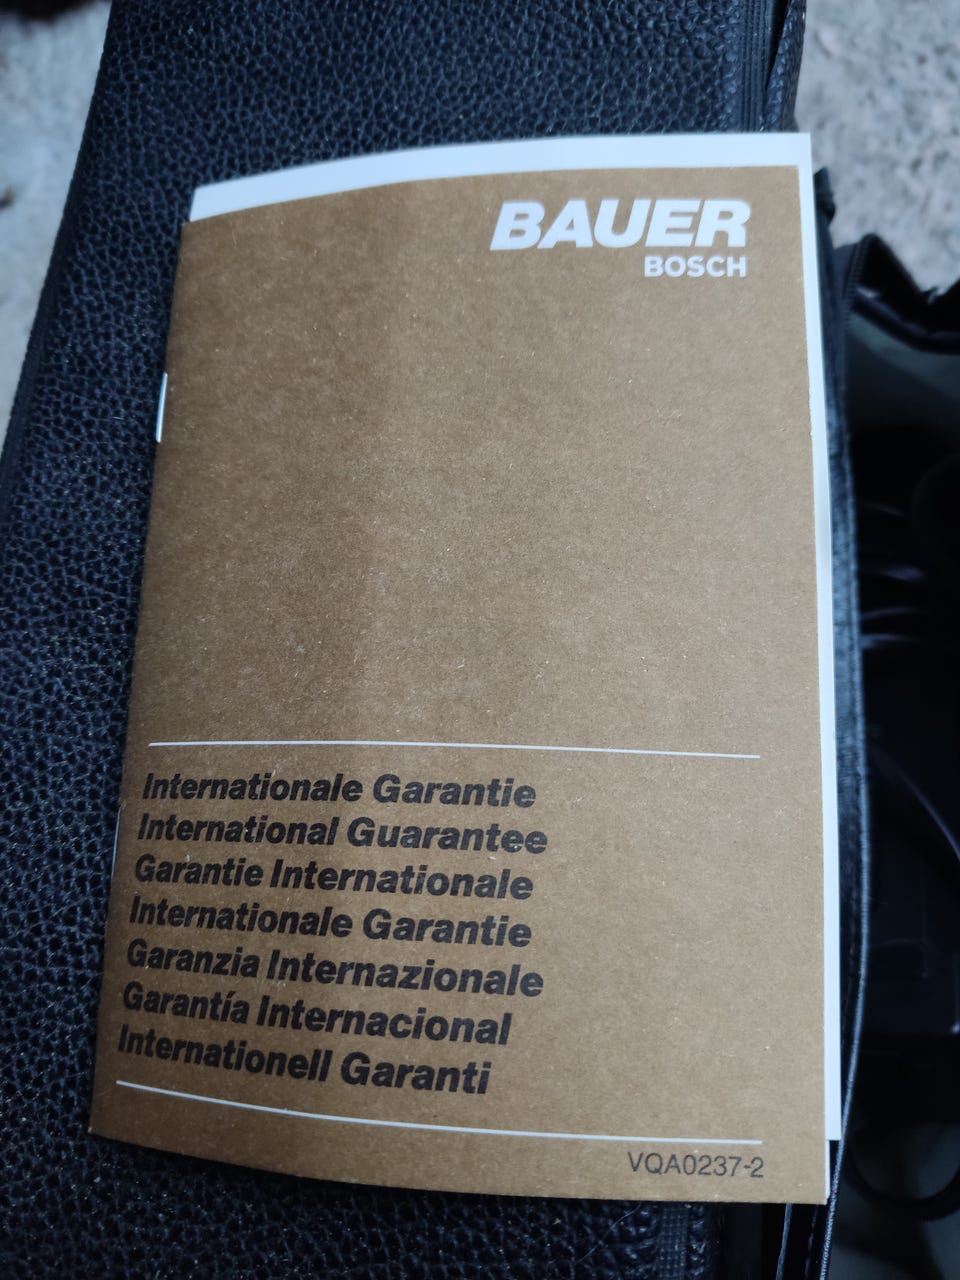 BAUER
BOSCH
Internationale Garantie
International Guarantee
Garantie Internationale
Internationale Garantie
Garanzia Internazionale
Garantía Internacional
Internationell Garanti
VQA0237-2